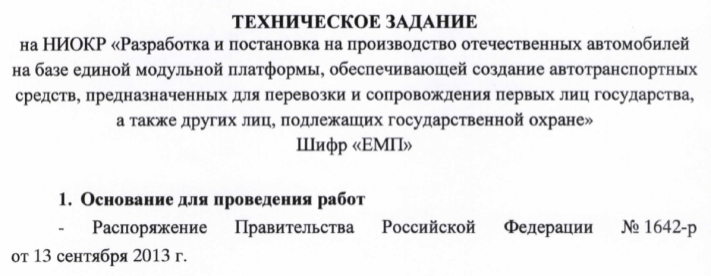 ТЕХНИЧЕСКОЕ ЗАДАНИЕ
на НИОКР «Разработка и постановка на производство отечественных автомобилей
на базе единой модульной платформы, обеспечивающей создание автотранспортных
средств, предназначенных для перевозки и сопровождения первых лиц государства,
а также других лиц, подлежащих государственной охране»
Шифр «ЕМП»
1. Основание для проведения работ
- Распоряжение Правительства Российской Федерации № 1642-р
от 13 сентября 2013 г.